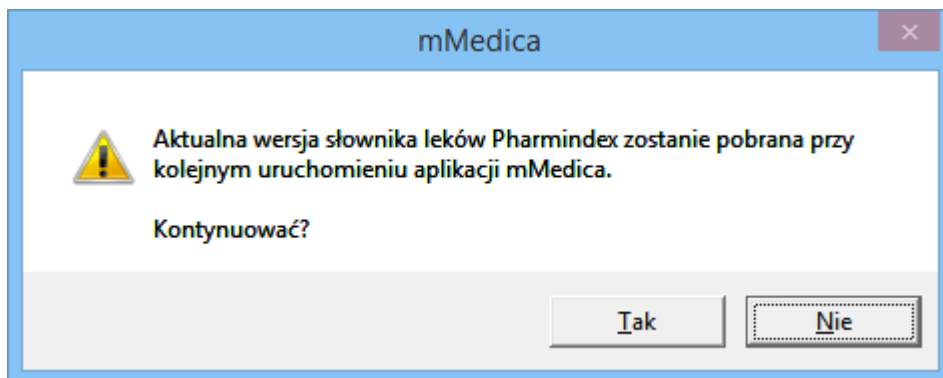 mMedica
Aktualna wersja słownika leków Pharmindex zostanie pobrana przy
kolejnym uruchomieniu aplikacji mMedica.
Kontynuować?
Tak
Nie